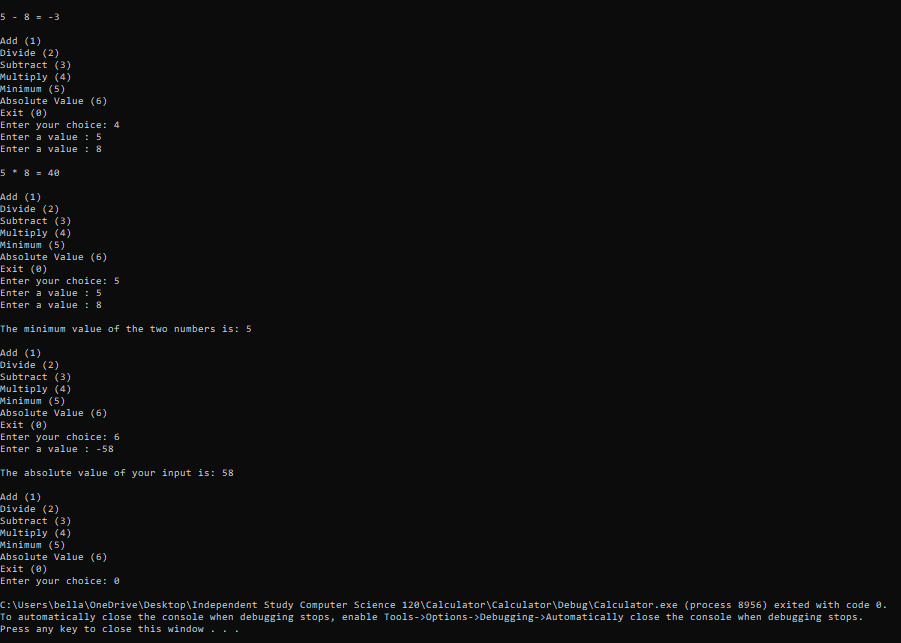 5 - 8 = -3
Add (1)
Divide (2)
Subtract (3)
Multiply (4)
Minimum (5)
Absolute Value (6)
Exit (0)
Enter your choice: 4
Enter a value : 5
Enter a value : 8
5 * 8 = 40
Add (1)
Divide (2)
Subtract (3)
Multiply (4)
Minimum (5)
Absolute Value (6)
Exit (0)
Enter your choice: 5
Enter a value : 5
Enter a value : 8
The minimum value of the two numbers is: 5
Add (1)
Divide (2)
Subtract (3)
Multiply (4)
Minimum (5)
Absolute Value (6)
Exit (0)
Enter your choice: 6
Enter a value : -58
The absolute value of your input is: 58
Add (1)
Divide (2)
Subtract (3)
Multiply (4)
Minimum (5)
Absolute Value (6)
Exit (0)
Enter your choice: 0
C:\Users\bella\OneDrive\Desktop\Independent Study Computer Science 120\Calculator\Calculator\Debug\Calculator.exe (process 8956) exited with code 0.
To automatically close the console when debugging stops, enable Tools->Options->Debugging->Automatically close the console when debugging stops.
Press any key to close this window . . .